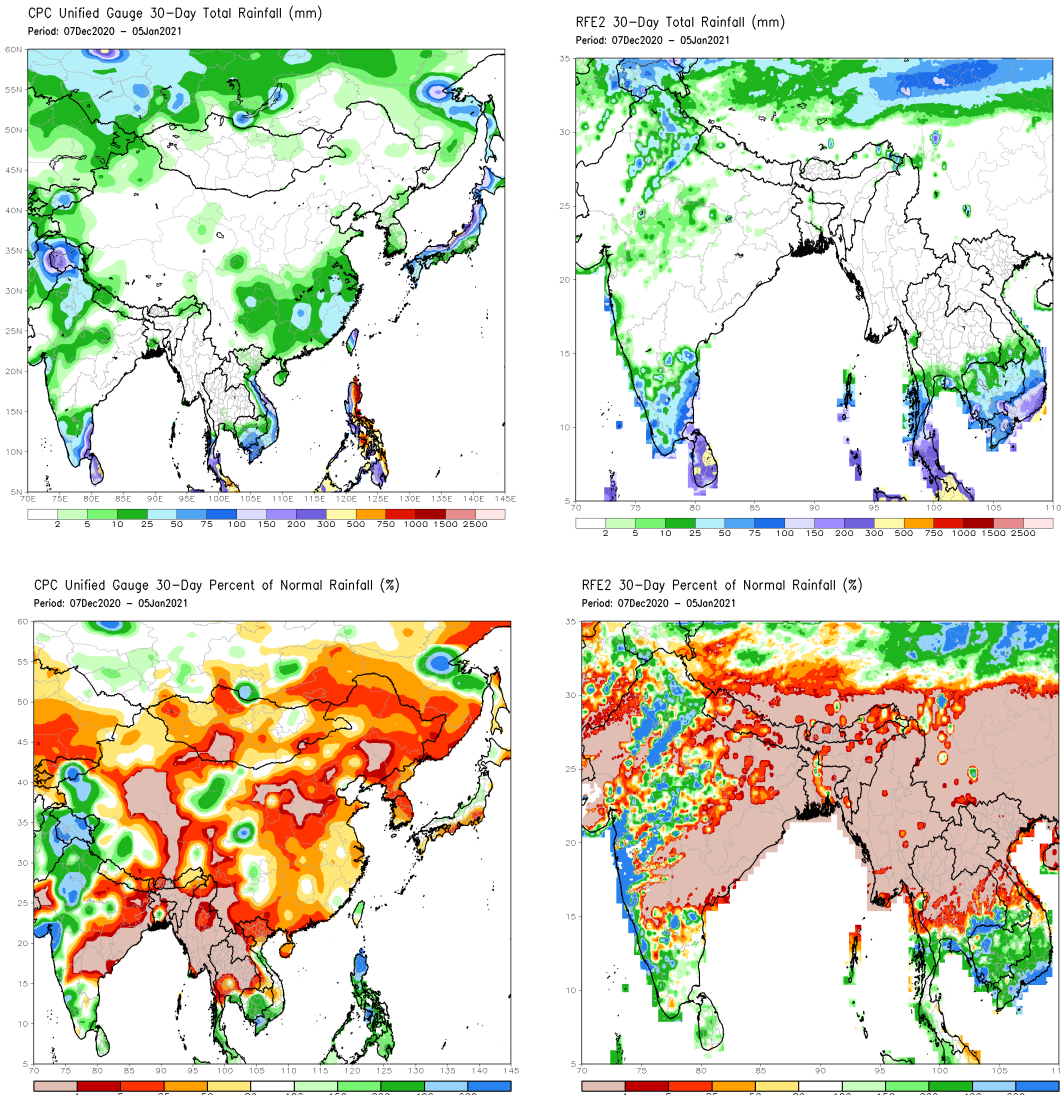 CPC Unified Gauge 30-Day Total Rainfall (mm)
Period: 07Dec2020 - 05Jan2021
60N
55N
50N
45N
40N
35N
30N
25N
20N
15N
10N
5N
70E 75E 80E 85E 90E 95E 100E 105E 110E 115E 120E 125E 130E 135E 140E 145E
2 5 10 25 50 75 100 150 200 300 500 750 1000 1500 2500
RFE2 30-Day Total Rainfall (mm)
Period: 07Dec2020 - 05Jan2021
35
30
25
20
15
10
5
70 75 80 85 90 95 100 105 110
2 5 10 25 50 75 100 150 200 300 500 750 1000 1500 2500
CPC Unified Gauge 30-Day Percent of Normal Rainfall (%)
Period: 07Dec2020 - 05Jan2021
60
55
50
45
40
35
30
25
20
15
10
5
70 75 80 85 90 95 100 105 110 115 120 125 130 135 140 145
RFE2 30-Day Percent of Normal Rainfall (%)
Period: 07Dec2020 - 05Jan2021
35
30
25
20
15
10
5
70 75 80 85 90 95 100 105